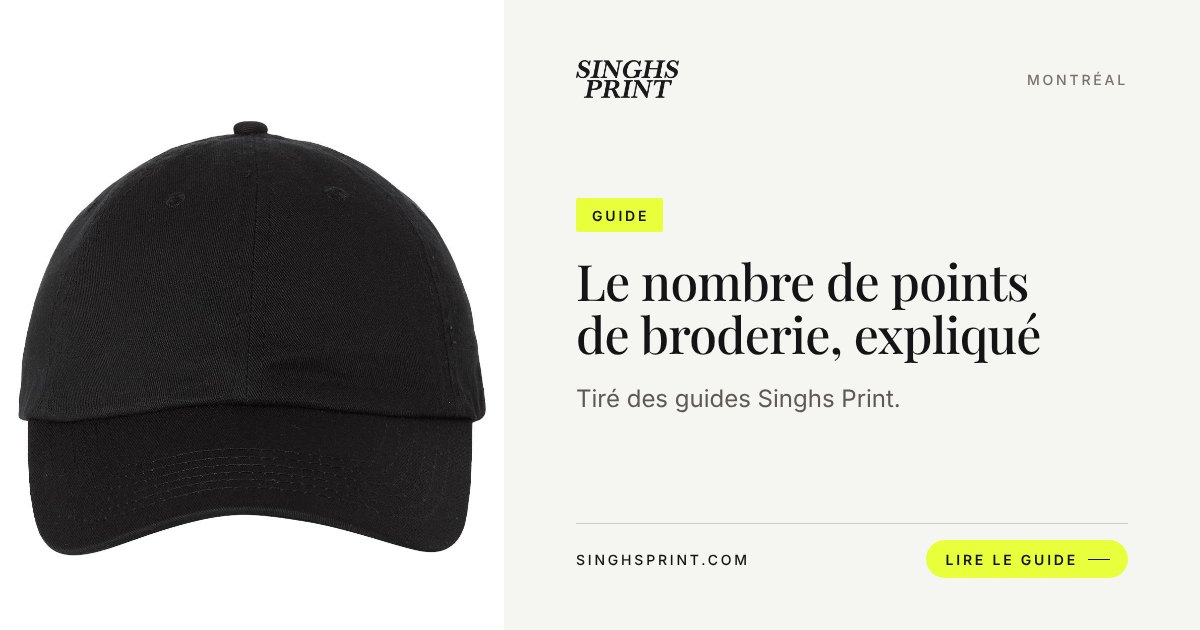 SINGHS
PRINT
MONTRÉAL
GUIDE
Le nombre de points
de broderie, expliqué
Tiré des guides Singhs Print.
SINGHSPRINT.COM
LIRE LE GUIDE —